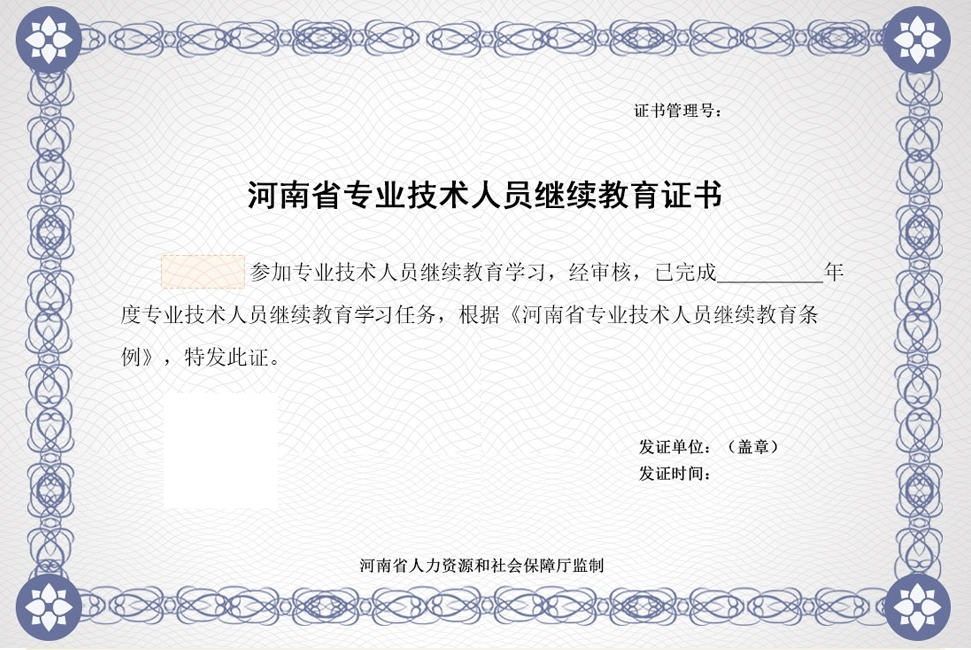 证书管理号：
河南省专业技术人员继续教育证书
参加专业技术人员继续教育学习，经审核，已完成__________年
度专业技术人员继续教育学习任务，根据《河南省专业技术人员继续教育条
例》，特发此证。
发证单位：（盖章）
发证时间：
河南省人力资源和社会保障厅监制